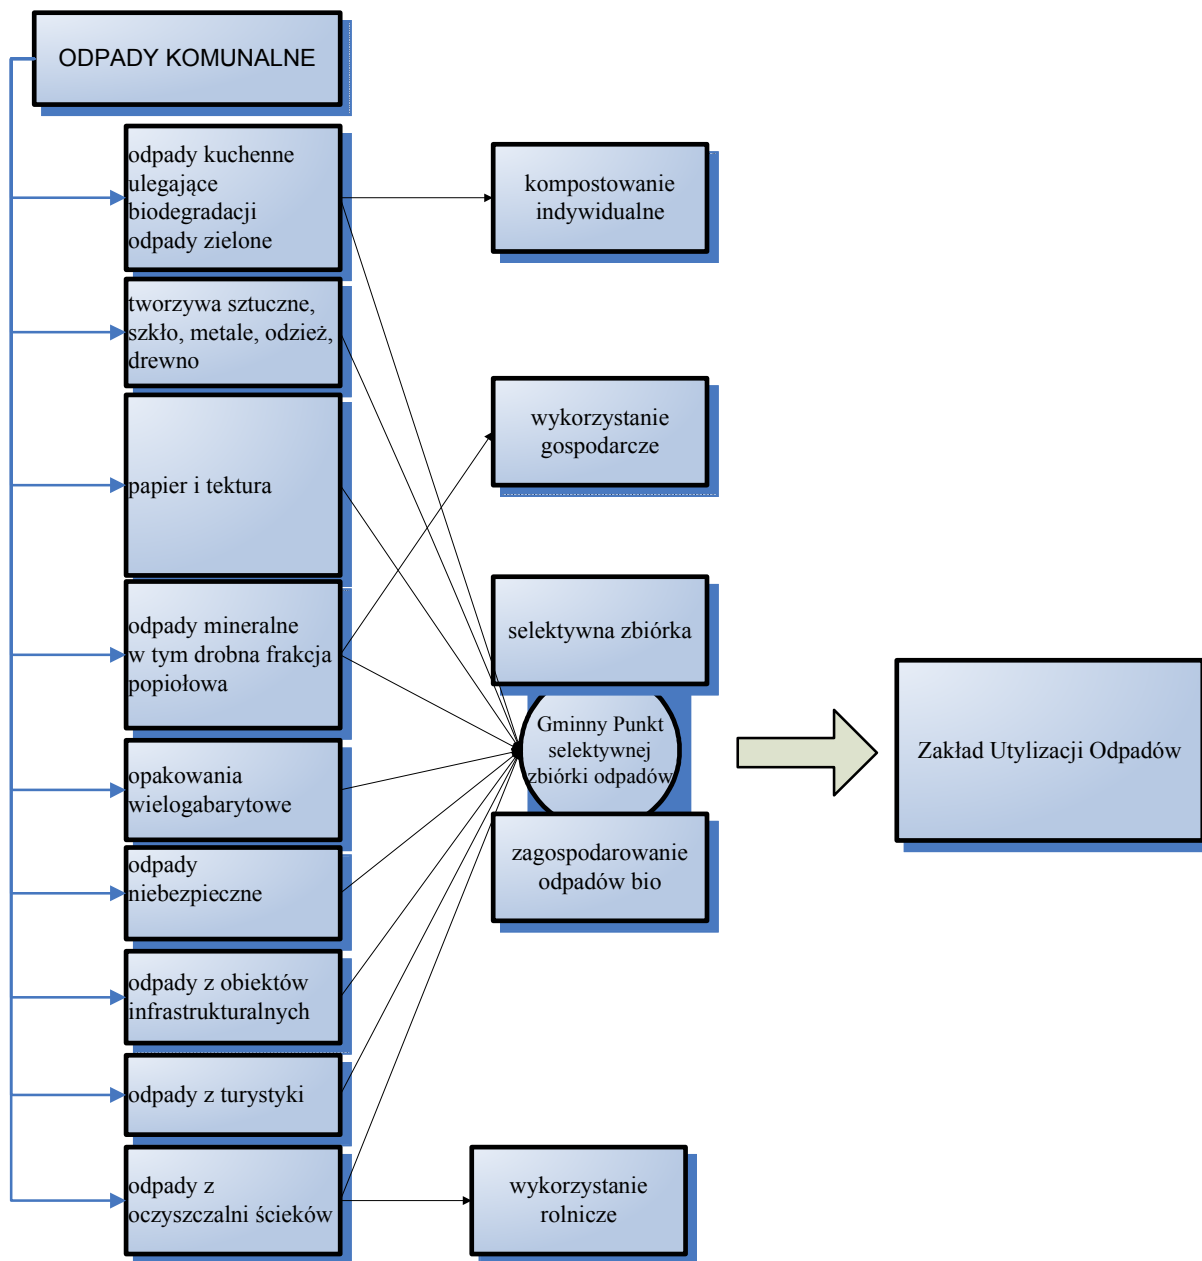 ODPADY KOMUNALNE
odpady kuchenne
ulegające
biodegradacji
odpady zielone
kompostowanie
indywidualne
tworzywa sztuczne,
szkło, metale, odzież,
drewno
wykorzystanie
gospodarcze
papier i tektura
odpady mineralne
w tym drobna frakcja
popiołowa
selektywna zbiórka
Gminny Punkt
selektywnej
zbiórki odpadów
Zakład Utylizacji Odpadów
opakowania
wielogabarytowe
zagospodarowanie
odpadów bio
odpady
niebezpieczne
odpady z obiektów
infrastrukturalnych
odpady z turystyki
odpady z
oczyszczalni ścieków
wykorzystanie
rolnicze